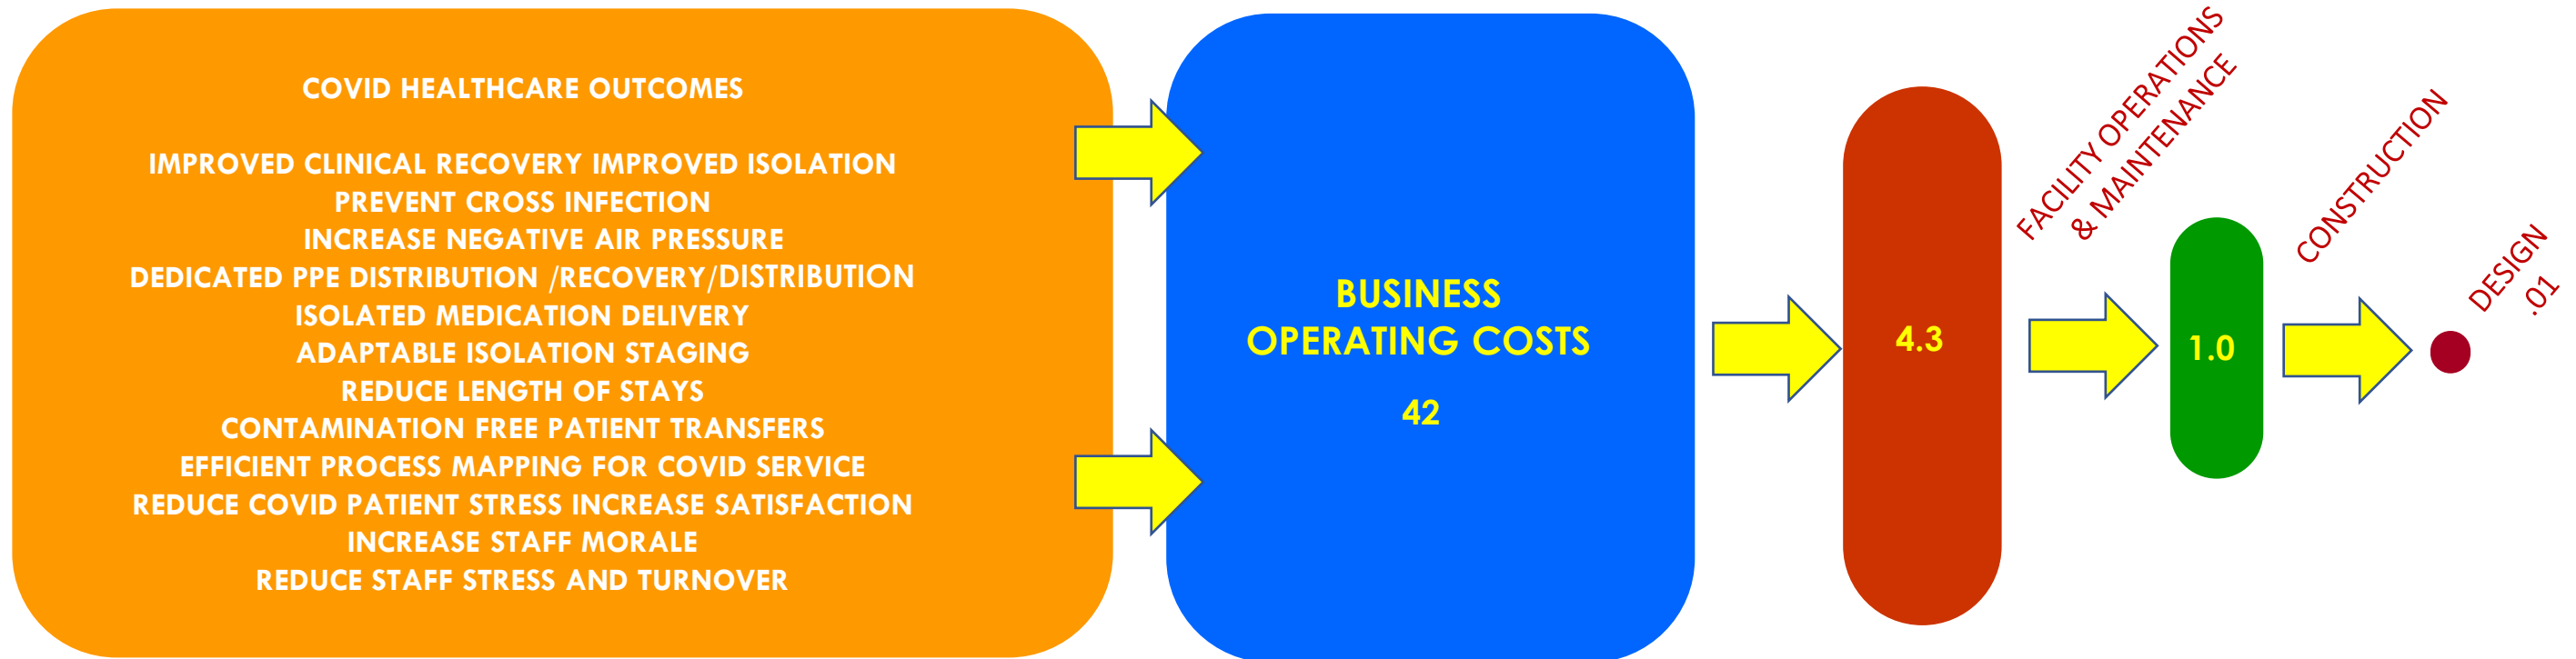 COVID HEALTHCARE OUTCOMES
IMPROVED CLINICAL RECOVERY IMPROVED ISOLATION
PREVENT CROSS INFECTION
INCREASE NEGATIVE AIR PRESSURE
DEDICATED PPE DISTRIBUTION /RECOVERY/DISTRIBUTION
ISOLATED MEDICATION DELIVERY
ADAPTABLE ISOLATION STAGING
REDUCE LENGTH OF STAYS
CONTAMINATION FREE PATIENT TRANSFERS
EFFICIENT PROCESS MAPPING FOR COVID SERVICE
REDUCE COVID PATIENT STRESS INCREASE SATISFACTION
INCREASE STAFF MORALE
REDUCE STAFF STRESS AND TURNOVER
BUSINESS
OPERATING COSTS
42
4.3
FACILITY OPERATIONS
& MAINTENANCE
1.0
CONSTRUCTION
DESIGN
.01